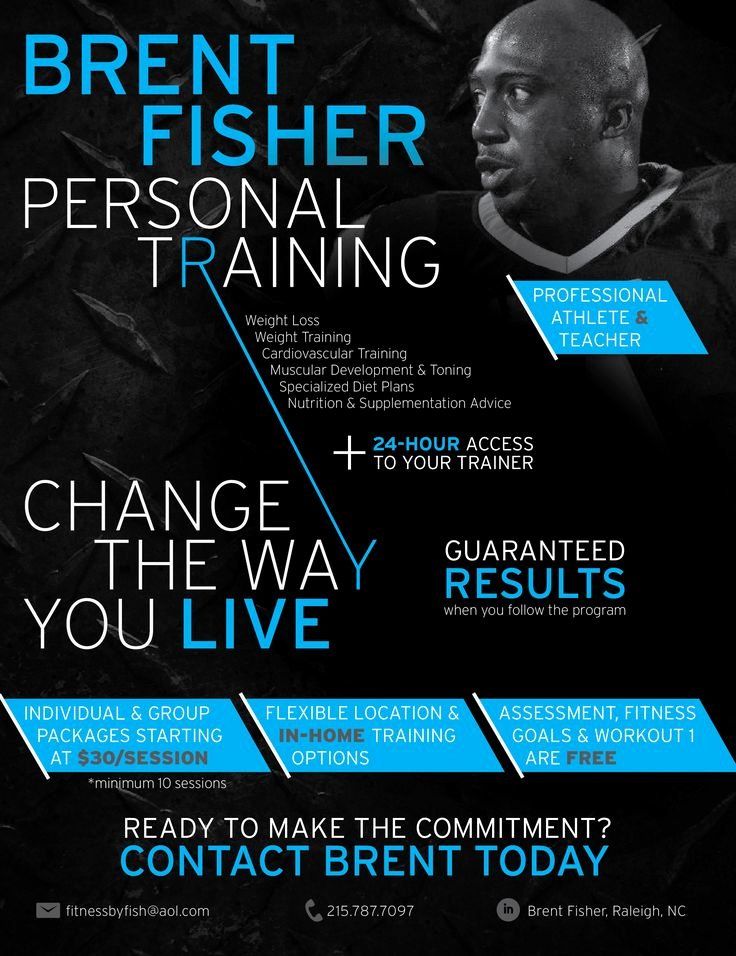 BRENT
FISHER
PERSONAL
TRAINING
PROFESSIONAL
ATHLETE &
TEACHER
Weight Loss
Weight Training
Cardiovascular Training
Muscular Development & Toning
Specialized Diet Plans
Nutrition & Supplementation Advice
+ 24-HOUR ACCESS
TO YOUR TRAINER
CHANGE
THE WAY
YOU LIVE
GUARANTEED
RESULTS
when you follow the program
INDIVIDUAL & GROUP
PACKAGES STARTING
AT $30/SESSION
*minimum 10 sessions
FLEXIBLE LOCATION &
IN-HOME TRAINING
OPTIONS
ASSESSMENT, FITNESS
GOALS & WORKOUT 1
ARE FREE
READY TO MAKE THE COMMITMENT?
CONTACT BRENT TODAY
fitnessbyfish@aol.com
215.787.7097
in Brent Fisher, Raleigh, NC